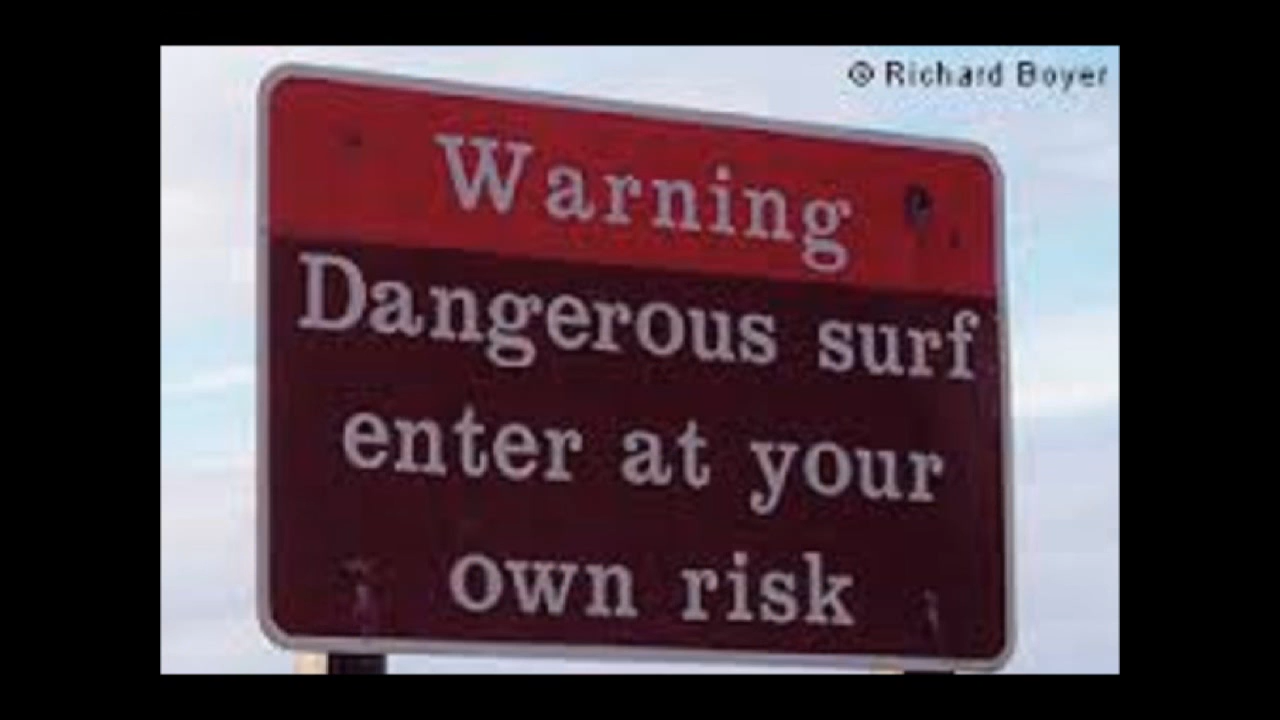 © Richard Boyer
Warning
Dangerous surf
enter at your
own risk